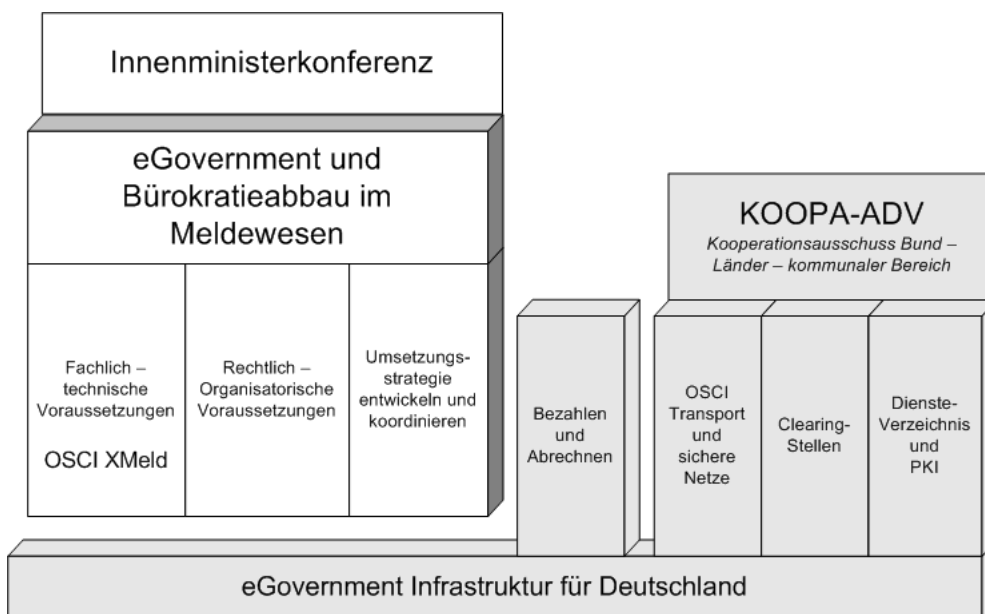 Innenministerkonferenz
eGovernment und
Bürokratieabbau im
Meldewesen
Fachlich –
technische
Voraussetzungen
OSCI XMeld
Rechtlich –
Organisatorische
Voraussetzungen
Umsetzungs-
strategie
entwickeln und
koordinieren
Bezahlen
und
Abrechnen
KOOPA-ADV
Kooperationsausschuss Bund –
Länder – kommunaler Bereich
OSCI
Transport
und
sichere
Netze
Clearing-
Stellen
Dienste-
Verzeichnis
und
PKI
eGovernment Infrastruktur für Deutschland